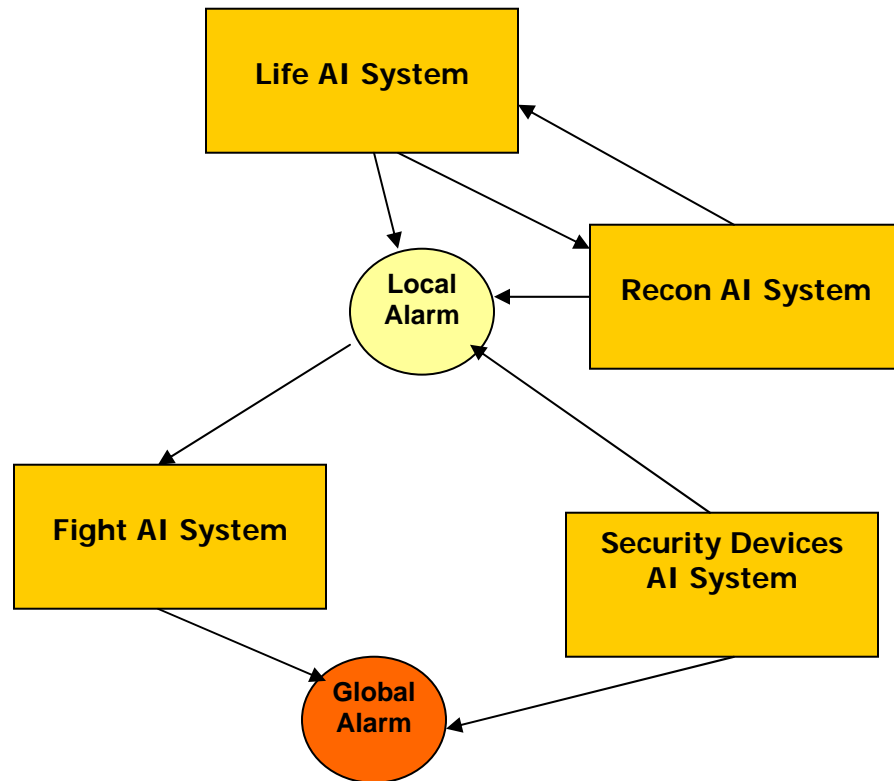 Life AI System
Local
Alarm
Recon AI System
Fight AI System
Security Devices
AI System
Global
Alarm